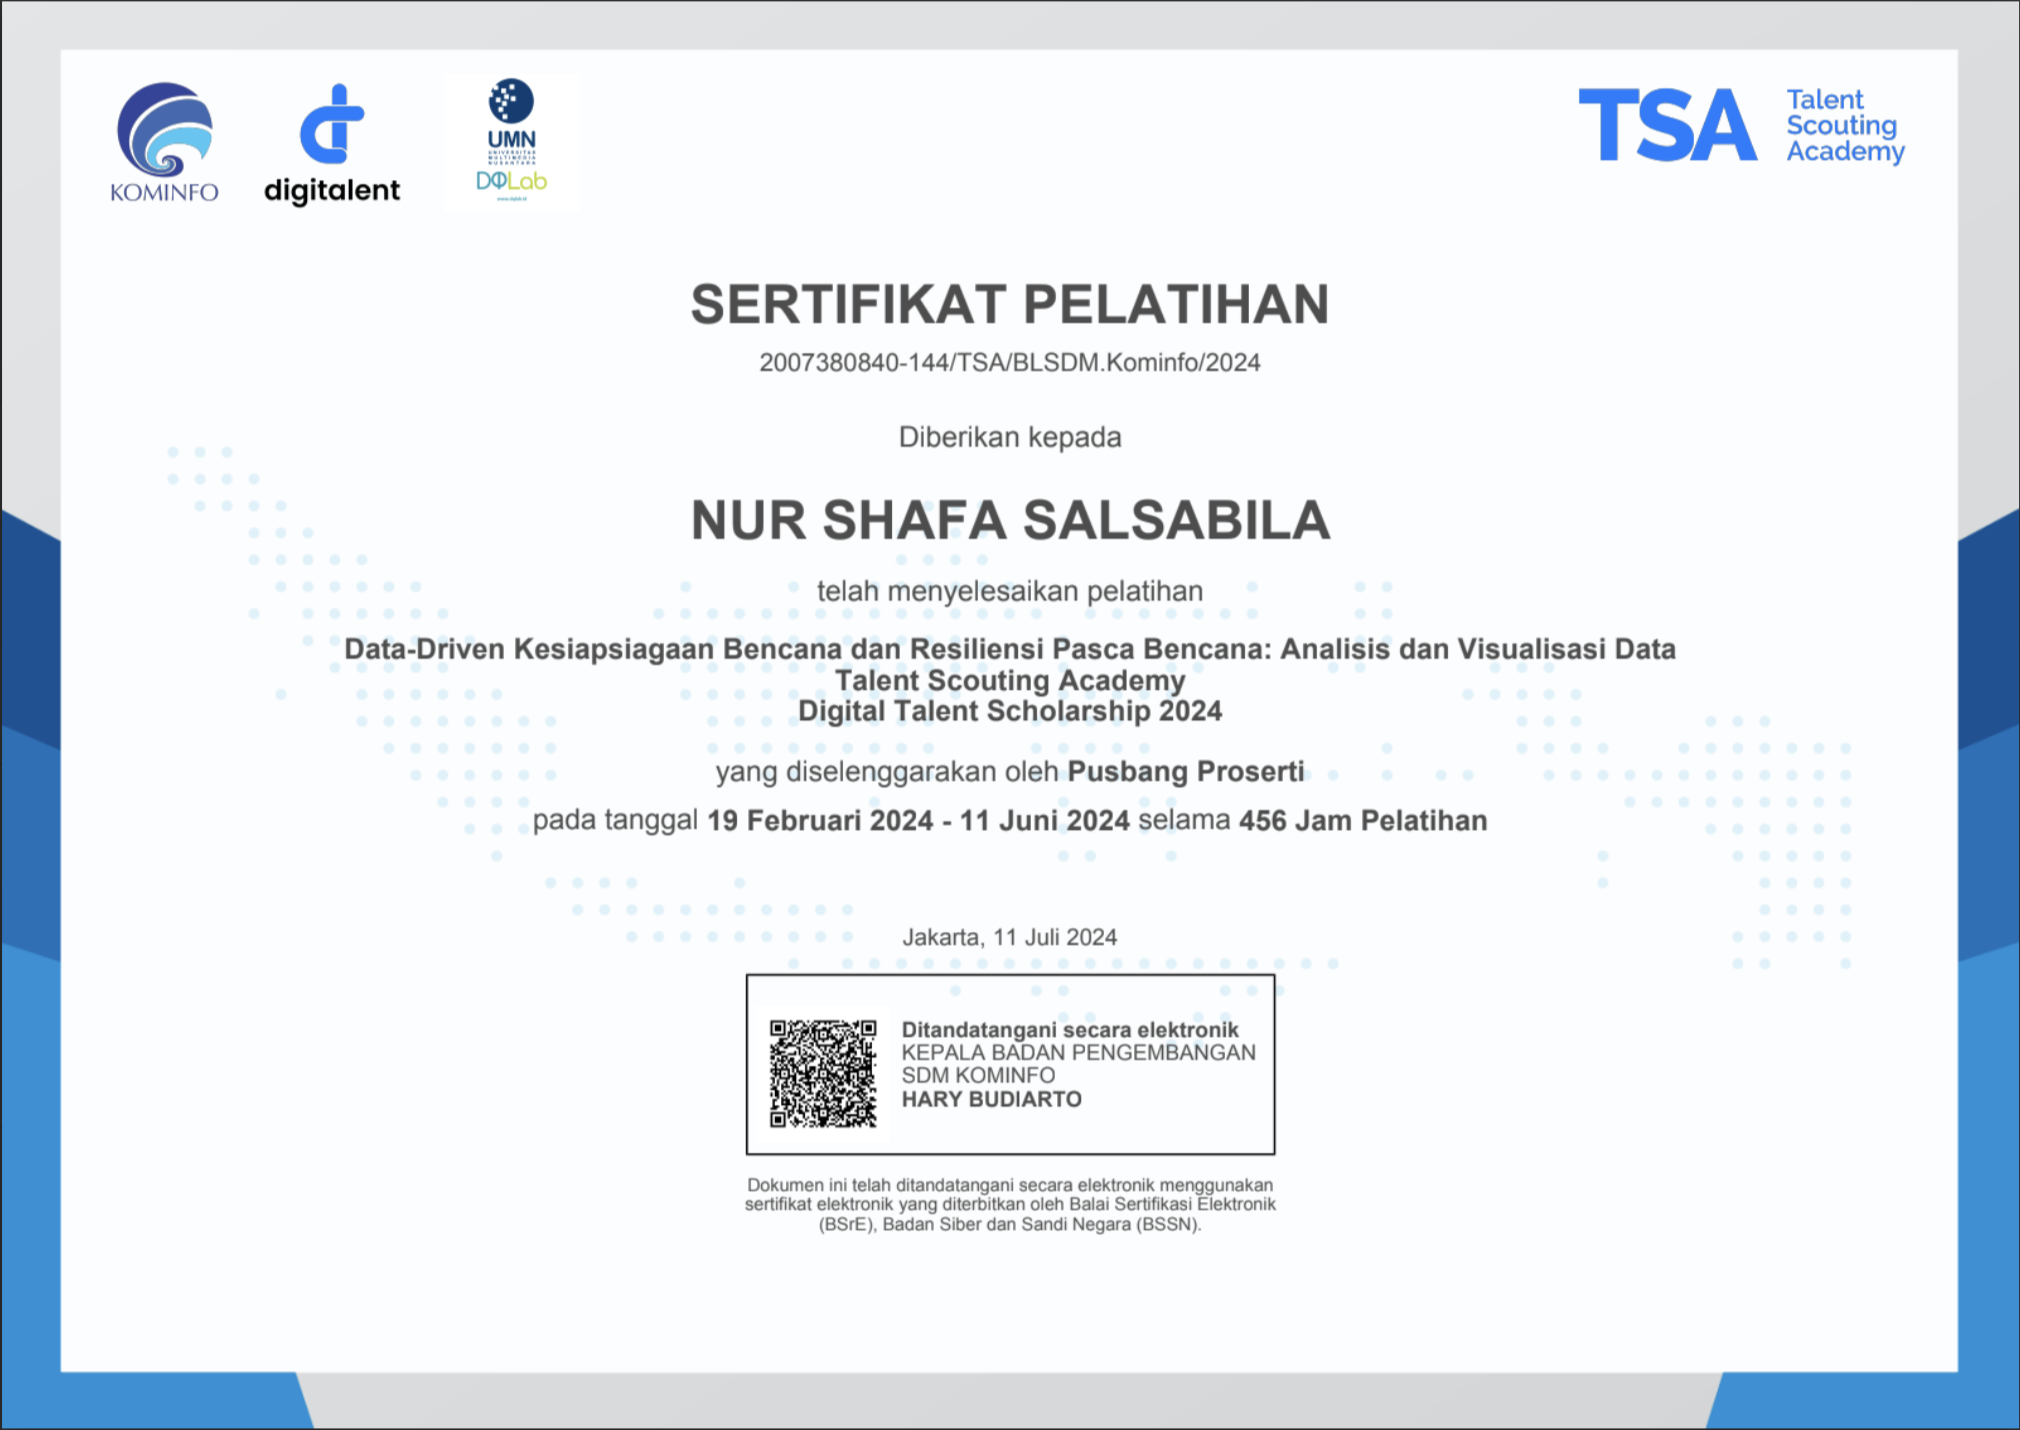 KOMINFO
digitalent
UMN
UNIVERSITAS
MULTIMEDIA
NUSANTARA
DQLab
TSA
Talent
Scouting
Academy
SERTIFIKAT PELATIHAN
2007380840-144/TSA/BLSDM.Kominfo/2024
Diberikan kepada
NUR SHAFA SALSABILA
telah menyelesaikan pelatihan
Data-Driven Kesiapsiagaan Bencana dan Resiliensi Pasca Bencana: Analisis dan Visualisasi Data
Talent Scouting Academy
Digital Talent Scholarship 2024
yang diselenggarakan oleh Pusbang Proserti
pada tanggal 19 Februari 2024 - 11 Juni 2024 selama 456 Jam Pelatihan
Jakarta, 11 Juli 2024
Ditandatangani secara elektronik
KEPALA BADAN PENGEMBANGAN
SDM KOMINFO
HARY BUDIARTO
Dokumen ini telah ditandatangani secara elektronik menggunakan
sertifikat elektronik yang diterbitkan oleh Balai Sertifikasi Elektronik
(BSrE), Badan Siber dan Sandi Negara (BSSN).